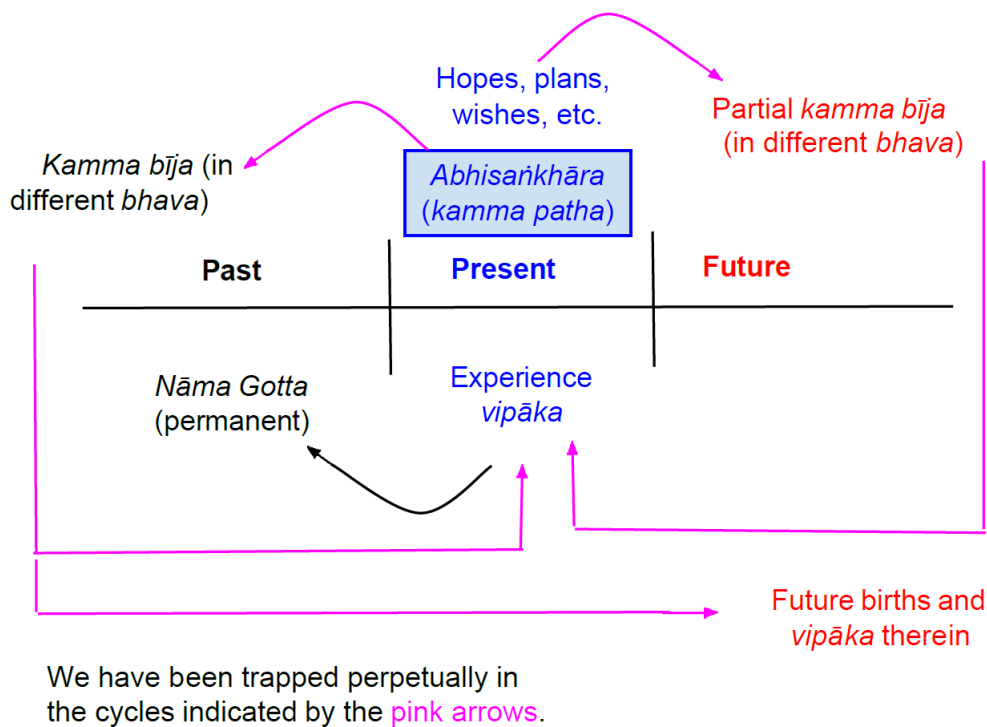 Hopes, plans,
wishes, etc.
Partial kamma bīja
(in different bhava)
Kamma bīja (in
different bhava)
Abhisaṅkhāra
(kamma patha)
Past
Present
Future
Nāma Gotta
(permanent)
Experience
vipāka
Future births and
vipāka therein
We have been trapped perpetually in
the cycles indicated by the pink arrows.